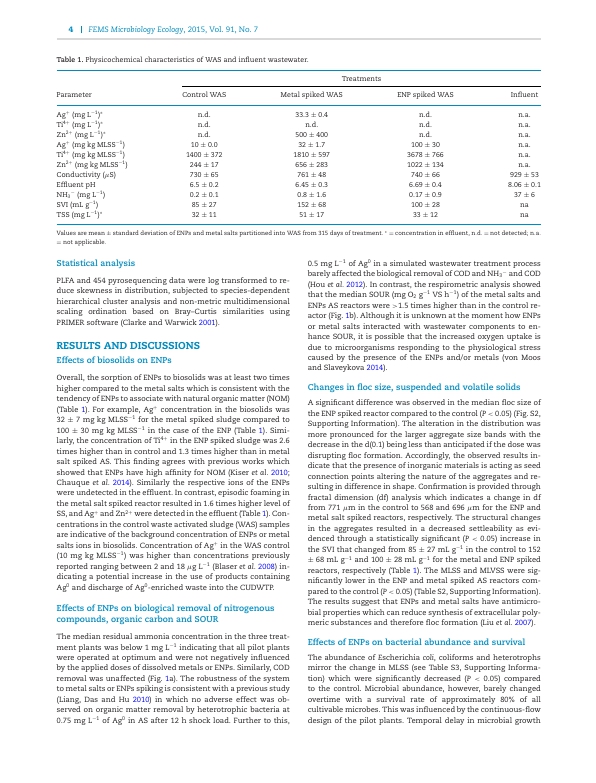 4 | FEMS Microbiology Ecology, 2015, Vol. 91, No. 7
Table 1. Physicochemical characteristics of WAS and influent wastewater.
Treatments
Parameter Control WAS Metal spiked WAS ENP spiked WAS Influent
Ag⁺ (mg L⁻¹)ᵃ n.d. 33.3 ± 0.4 n.d. n.a.
Ti⁴⁺ (mg L⁻¹)ᵃ n.d. n.d. n.d. n.a.
Zn²⁺ (mg L⁻¹)ᵃ n.d. 500 ± 400 n.d. n.a.
Ag⁺ (mg kg MLSS⁻¹) 10 ± 0.0 32 ± 1.7 100 ± 30 n.a.
Ti⁴⁺ (mg kg MLSS⁻¹) 1400 ± 372 1810 ± 597 3678 ± 766 n.a.
Zn²⁺ (mg kg MLSS⁻¹) 244 ± 17 656 ± 283 1022 ± 134 n.a.
Conductivity (μS) 730 ± 65 761 ± 48 740 ± 66 929 ± 53
Effluent pH 6.5 ± 0.2 6.45 ± 0.3 6.69 ± 0.4 8.06 ± 0.1
NH₃⁻ (mg L⁻¹) 0.2 ± 0.1 0.8 ± 1.6 0.17 ± 0.9 37 ± 6
SVI (mL g⁻¹) 85 ± 27 152 ± 68 100 ± 28 na
TSS (mg L⁻¹)ᵃ 32 ± 11 51 ± 17 33 ± 12 na
Values are mean ± standard deviation of ENPs and metal salts partitioned into WAS from 315 days of treatment. ᵃ = concentration in effluent, n.d. = not detected; n.a.
= not applicable.
Statistical analysis
PLFA and 454 pyrosequencing data were log transformed to re-
duce skewness in distribution, subjected to species-dependent
hierarchical cluster analysis and non-metric multidimensional
scaling ordination based on Bray–Curtis similarities using
PRIMER software (Clarke and Warwick 2001).
RESULTS AND DISCUSSIONS
Effects of biosolids on ENPs
Overall, the sorption of ENPs to biosolids was at least two times
higher compared to the metal salts which is consistent with the
tendency of ENPs to associate with natural organic matter (NOM)
(Table 1). For example, Ag⁺ concentration in the biosolids was
32 ± 7 mg kg MLSS⁻¹ for the metal spiked sludge compared to
100 ± 30 mg kg MLSS⁻¹ in the case of the ENP (Table 1). Simi-
larly, the concentration of Ti⁴⁺ in the ENP spiked sludge was 2.6
times higher than in control and 1.3 times higher than in metal
salt spiked AS. This finding agrees with previous works which
showed that ENPs have high affinity for NOM (Kiser et al. 2010;
Chauque et al. 2014). Similarly the respective ions of the ENPs
were undetected in the effluent. In contrast, episodic foaming in
the metal salt spiked reactor resulted in 1.6 times higher level of
SS, and Ag⁺ and Zn²⁺ were detected in the effluent (Table 1). Con-
centrations in the control waste activated sludge (WAS) samples
are indicative of the background concentration of ENPs or metal
salts ions in biosolids. Concentration of Ag⁺ in the WAS control
(10 mg kg MLSS⁻¹) was higher than concentrations previously
reported ranging between 2 and 18 μg L⁻¹ (Blaser et al. 2008) in-
dicating a potential increase in the use of products containing
Ag⁰ and discharge of Ag⁰-enriched waste into the CUDWTP.
Effects of ENPs on biological removal of nitrogenous
compounds, organic carbon and SOUR
The median residual ammonia concentration in the three treat-
ment plants was below 1 mg L⁻¹ indicating that all pilot plants
were operated at optimum and were not negatively influenced
by the applied doses of dissolved metals or ENPs. Similarly, COD
removal was unaffected (Fig. 1a). The robustness of the system
to metal salts or ENPs spiking is consistent with a previous study
(Liang, Das and Hu 2010) in which no adverse effect was ob-
served on organic matter removal by heterotrophic bacteria at
0.75 mg L⁻¹ of Ag⁰ in AS after 12 h shock load. Further to this,
0.5 mg L⁻¹ of Ag⁰ in a simulated wastewater treatment process
barely affected the biological removal of COD and NH₃⁻ and COD
(Hou et al. 2012). In contrast, the respirometric analysis showed
that the median SOUR (mg O₂ g⁻¹ VS h⁻¹) of the metal salts and
ENPs AS reactors were >1.5 times higher than in the control re-
actor (Fig. 1b). Although it is unknown at the moment how ENPs
or metal salts interacted with wastewater components to en-
hance SOUR, it is possible that the increased oxygen uptake is
due to microorganisms responding to the physiological stress
caused by the presence of the ENPs and/or metals (von Moos
and Slaveykova 2014).
Changes in floc size, suspended and volatile solids
A significant difference was observed in the median floc size of
the ENP spiked reactor compared to the control (P < 0.05) (Fig. S2,
Supporting Information). The alteration in the distribution was
more pronounced for the larger aggregate size bands with the
decrease in the d(0.1) being less than anticipated if the dose was
disrupting floc formation. Accordingly, the observed results in-
dicate that the presence of inorganic materials is acting as seed
connection points altering the nature of the aggregates and re-
sulting in difference in shape. Confirmation is provided through
fractal dimension (df) analysis which indicates a change in df
from 771 μm in the control to 568 and 696 μm for the ENP and
metal salt spiked reactors, respectively. The structural changes
in the aggregates resulted in a decreased settleability as evi-
denced through a statistically significant (P < 0.05) increase in
the SVI that changed from 85 ± 27 mL g⁻¹ in the control to 152
± 68 mL g⁻¹ and 100 ± 28 mL g⁻¹ for the metal and ENP spiked
reactors, respectively (Table 1). The MLSS and MLVSS were sig-
nificantly lower in the ENP and metal spiked AS reactors com-
pared to the control (P < 0.05) (Table S2, Supporting Information).
The results suggest that ENPs and metal salts have antimicro-
bial properties which can reduce synthesis of extracellular poly-
meric substances and therefore floc formation (Liu et al. 2007).
Effects of ENPs on bacterial abundance and survival
The abundance of Escherichia coli, coliforms and heterotrophs
mirror the change in MLSS (see Table S3, Supporting Informa-
tion) which were significantly decreased (P < 0.05) compared
to the control. Microbial abundance, however, barely changed
overtime with a survival rate of approximately 80% of all
cultivable microbes. This was influenced by the continuous-flow
design of the pilot plants. Temporal delay in microbial growth